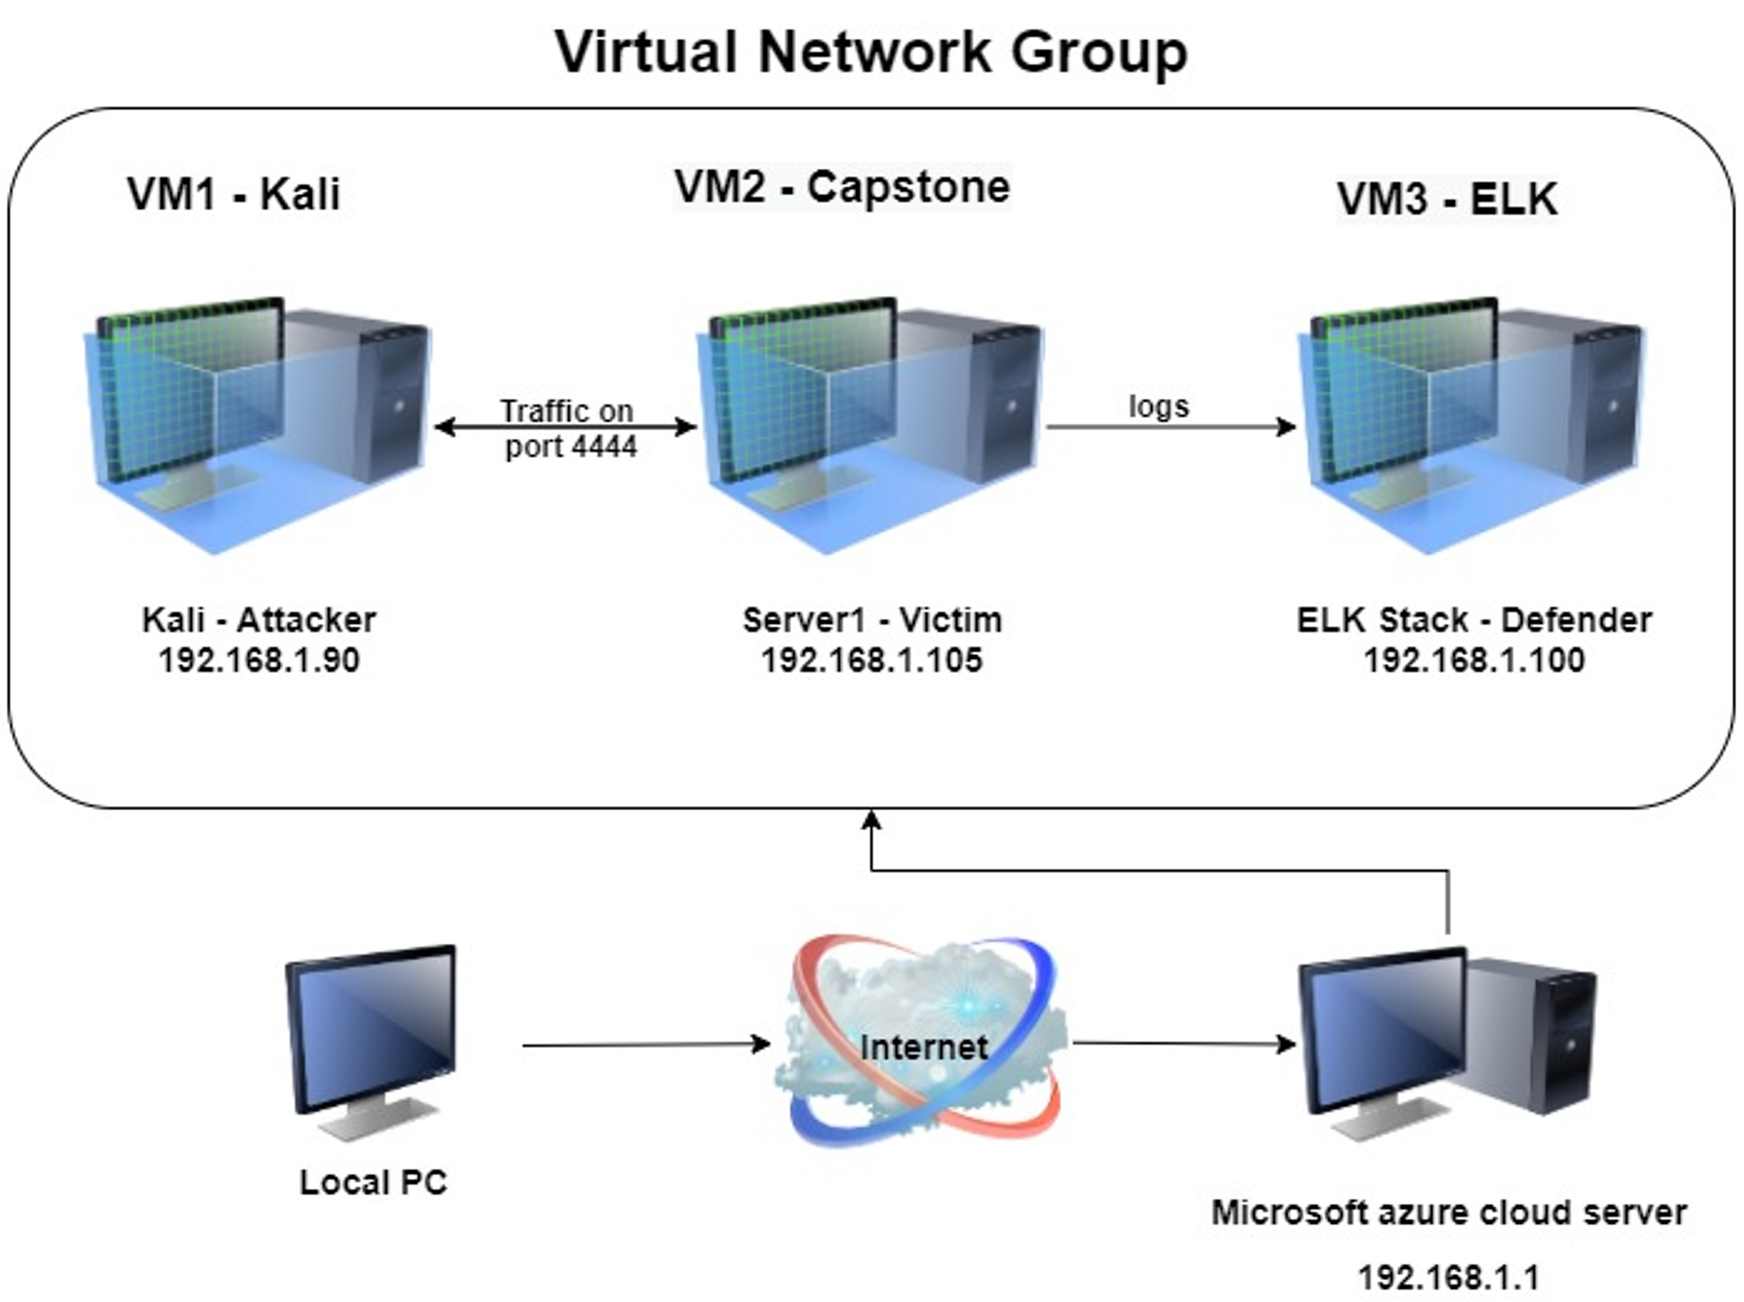 Virtual Network Group
VM1 - Kali
VM2 - Capstone
VM3 - ELK
Traffic on
port 4444
logs
Kali - Attacker
192.168.1.90
Server1 - Victim
192.168.1.105
ELK Stack - Defender
192.168.1.100
Internet
Local PC
Microsoft azure cloud server
192.168.1.1